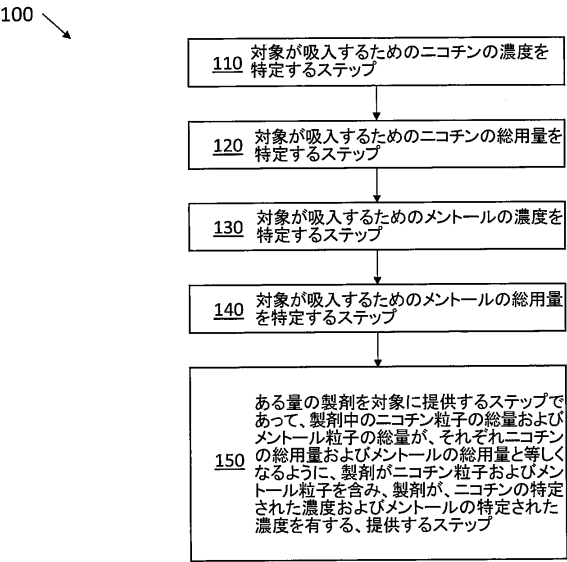 100
110 対象が吸入するためのニコチンの濃度を
特定するステップ
120 対象が吸入するためのニコチンの総用量を
特定するステップ
130 対象が吸入するためのメントールの濃度を
特定するステップ
140 対象が吸入するためのメントールの総用量
を特定するステップ
ある量の製剤を対象に提供するステップで
あって、製剤中のニコチン粒子の総量および
メントール粒子の総量が、それぞれニコチン
の総用量およびメントールの総用量と等しく
150 なるように、製剤がニコチン粒子およびメン
トール粒子を含み、製剤が、ニコチンの特定
された濃度およびメントールの特定された
濃度を有する、提供するステップ